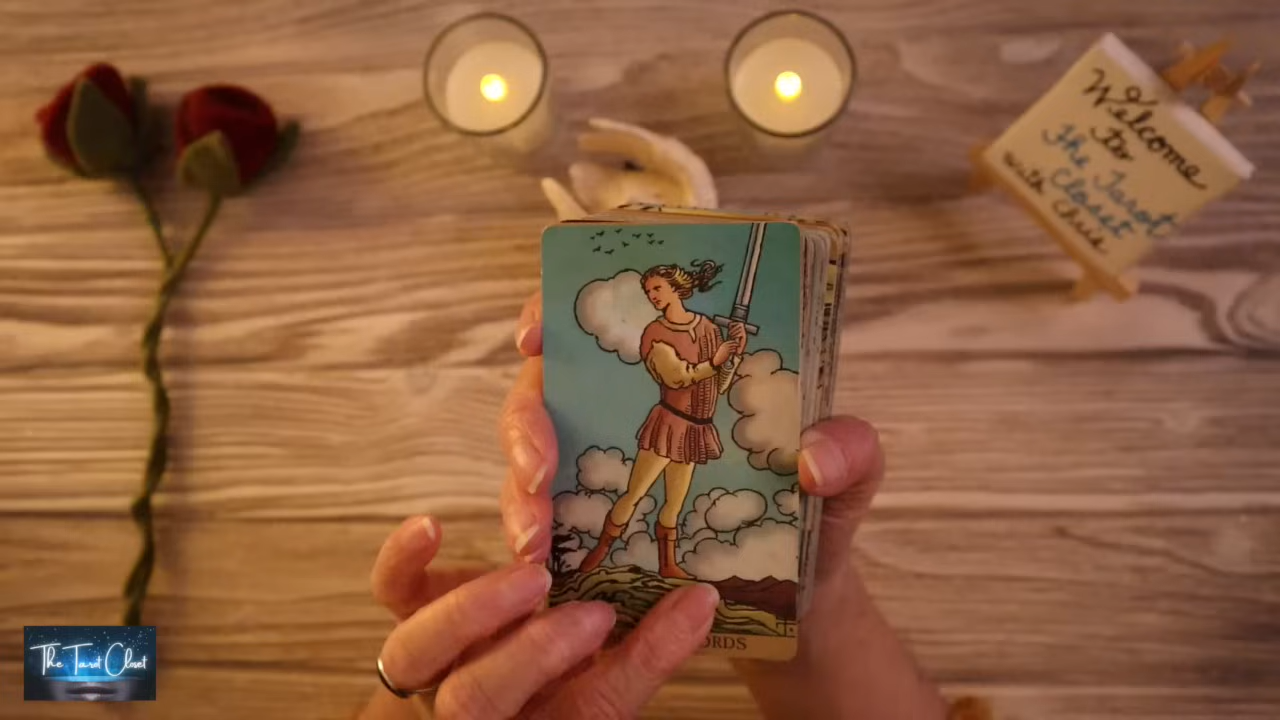 Welcome
To
The Tarot
Closet
with Chris
ORDS
The Tarot Closet